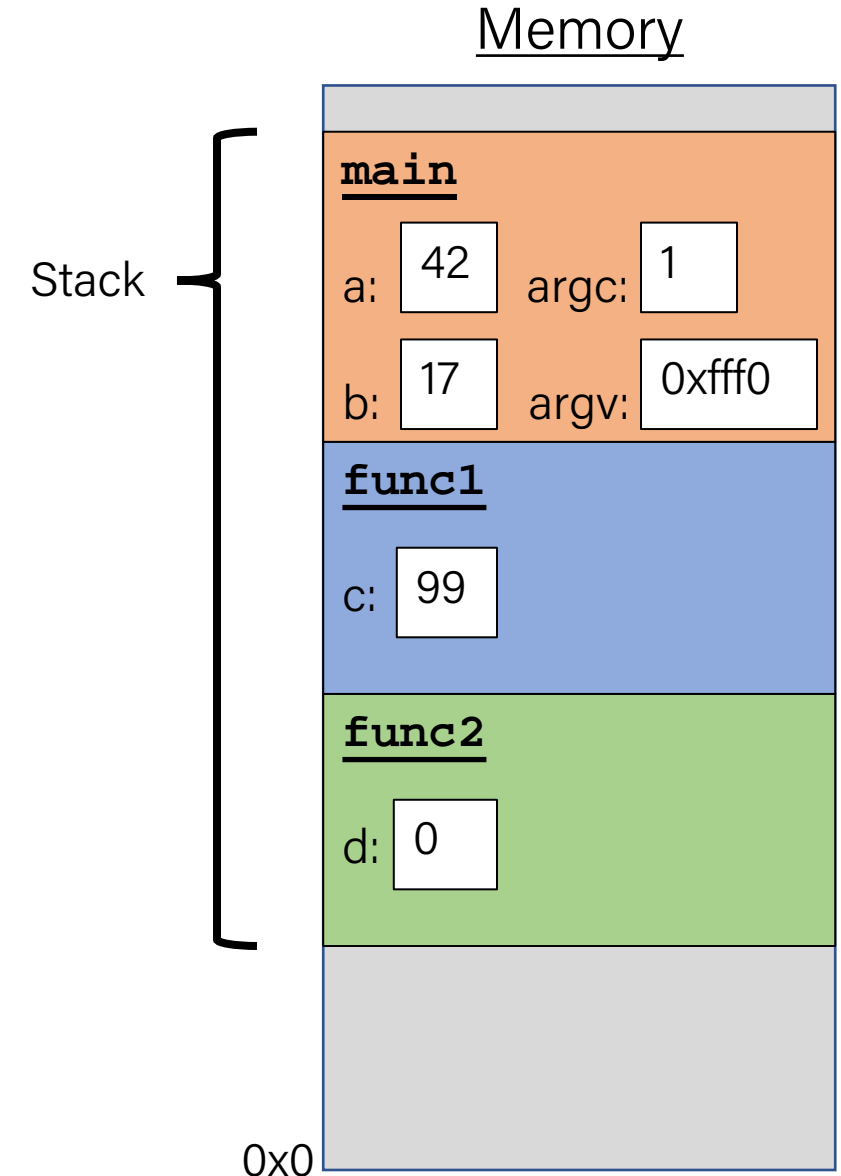 Memory
Stack
main
a: 42 argc: 1
b: 17 argv: 0xfff0
func1
c: 99
func2
d: 0
0x0